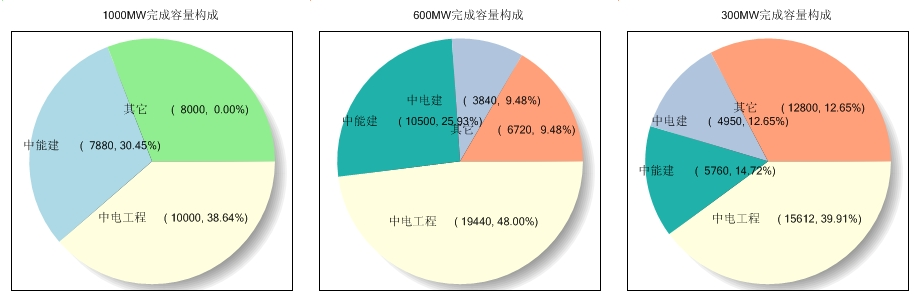 1000MW完成容量构成
其它 ( 8000, 0.00%)
中能建 ( 7880, 30.45%)
中电工程 ( 10000, 38.64%)
600MW完成容量构成
中电建 ( 3840, 9.48%)
中能建 ( 10500, 25.93%)
其它 ( 6720, 9.48%)
中电工程 ( 19440, 48.00%)
300MW完成容量构成
其它 ( 12800, 12.65%)
中电建 ( 4950, 12.65%)
中能建 ( 5760, 14.72%)
中电工程 ( 15612, 39.91%)